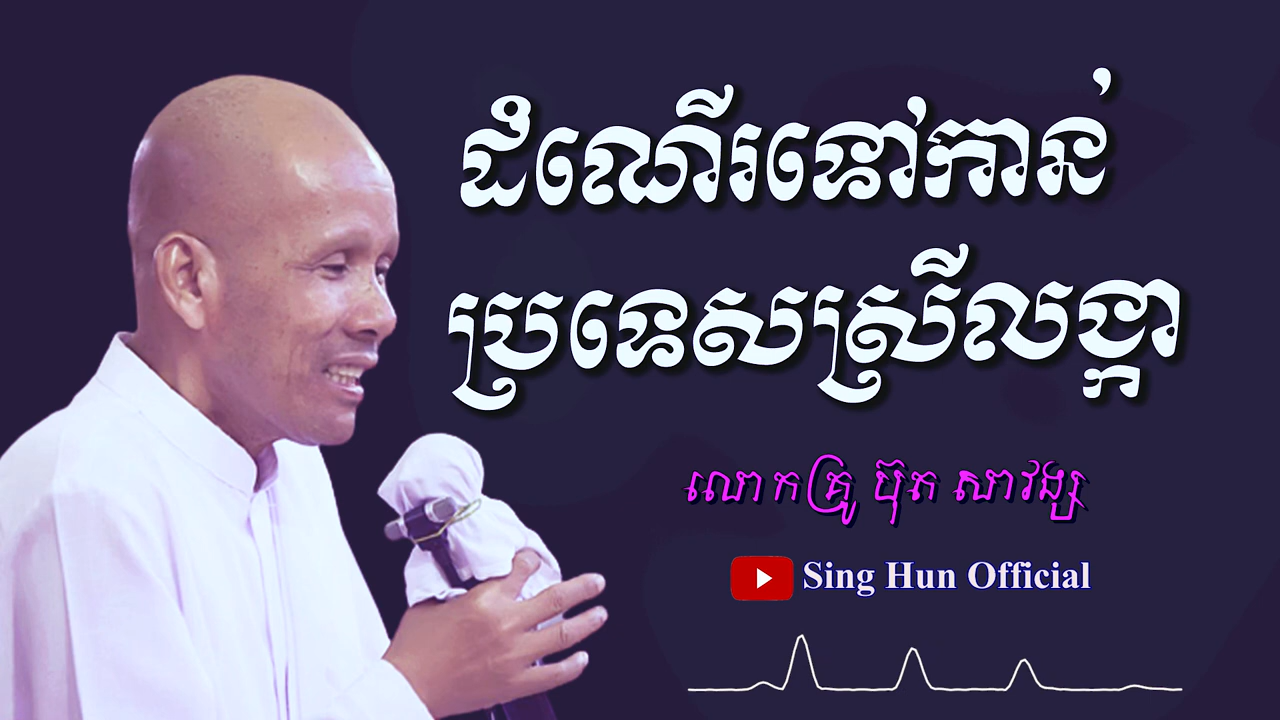 ដំណើរទៅកាន់
ប្រទេសស្រីលង្កា
លោកគ្រូ ប៊ុត សាវង្ស
Sing Hun Official